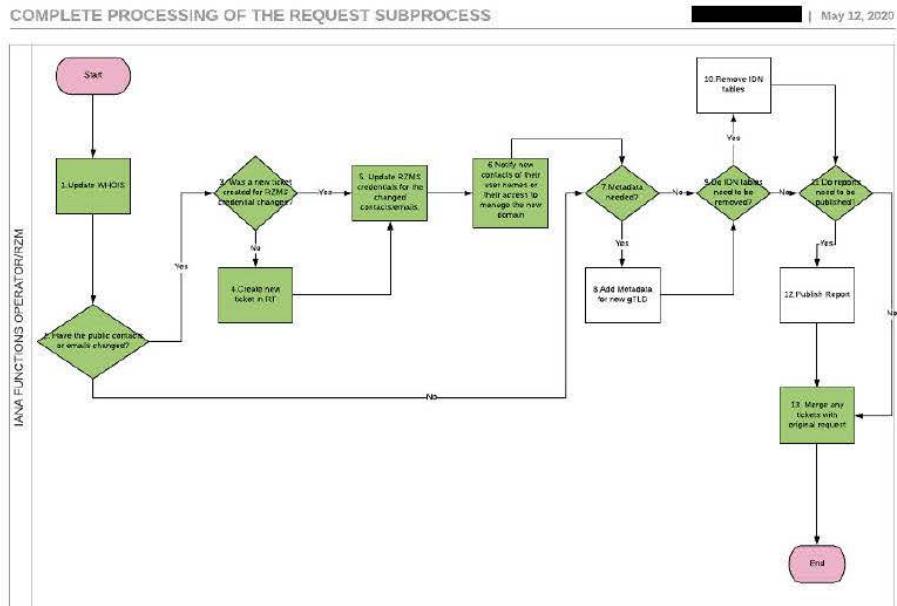 COMPLETE PROCESSING OF THE REQUEST SUBPROCESS
| May 12, 2020
IANA FUNCTIONS OPERATOR/RZM
Start
1.Update WHOIS
2. Have the public contacts
or emails changed?
Yes
No
3. Was a new ticket
created for RZMS
credential changes?
Yes
No
4.Create new
ticket in RT
5. Update RZMS
credentials for the
changed
contacts/emails.
6. Notify new
contacts of their
user names or
their access to
manage the new
domain
7.Metadata
needed?
No
Yes
8.Add Metadata
for new gTLD
9.Do IDN tables
need to be
removed?
Yes
No
10.Remove IDN
tables
11.Do reports
need to be
published?
Yes
No
12.Publish Report
13. Merge any
tickets with
original request
End